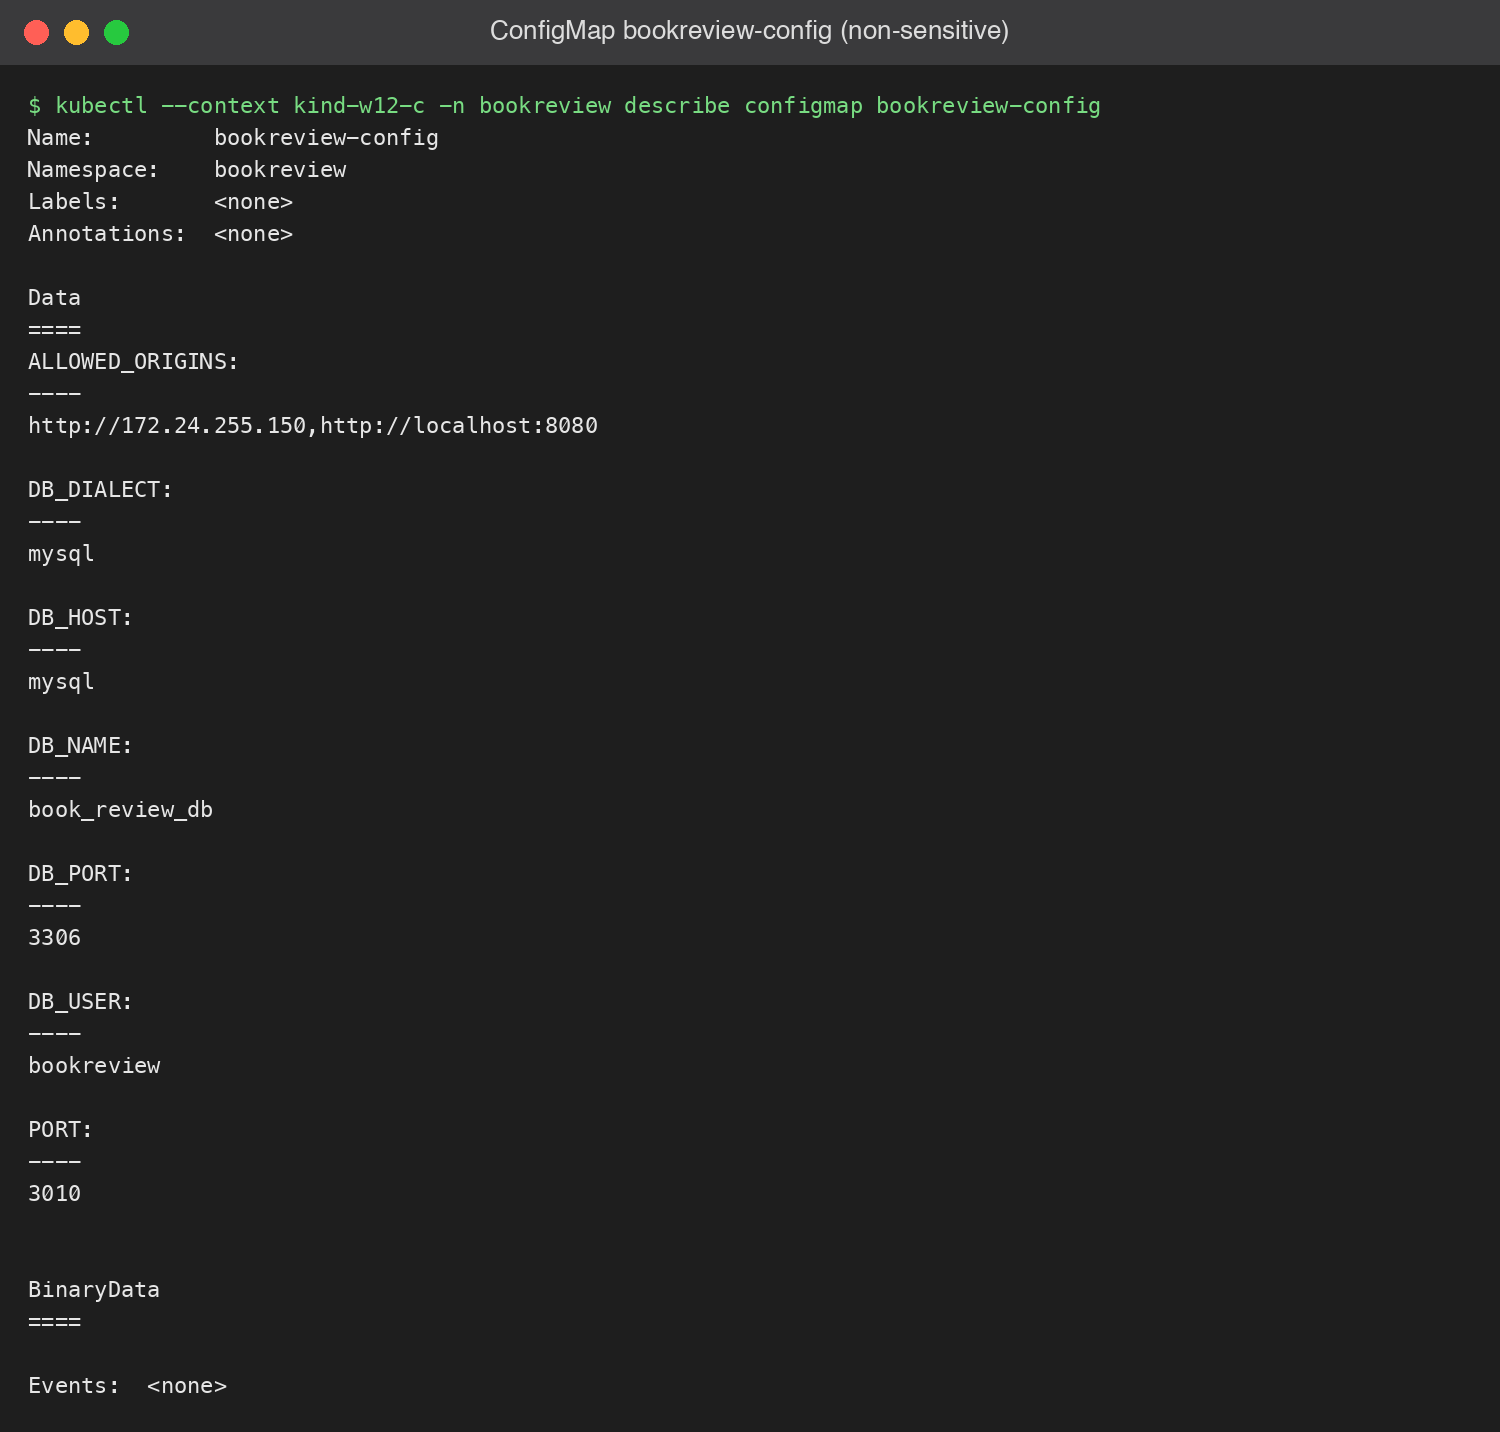 ConfigMap bookreview-config (non-sensitive)
$ kubectl --context kind-w12-c -n bookreview describe configmap bookreview-config
Name:         bookreview-config
Namespace:    bookreview
Labels:       <none>
Annotations:  <none>

Data
====
ALLOWED_ORIGINS:
----
http://172.24.255.150,http://localhost:8080

DB_DIALECT:
----
mysql

DB_HOST:
----
mysql

DB_NAME:
----
book_review_db

DB_PORT:
----
3306

DB_USER:
----
bookreview

PORT:
----
3010


BinaryData
====

Events:  <none>